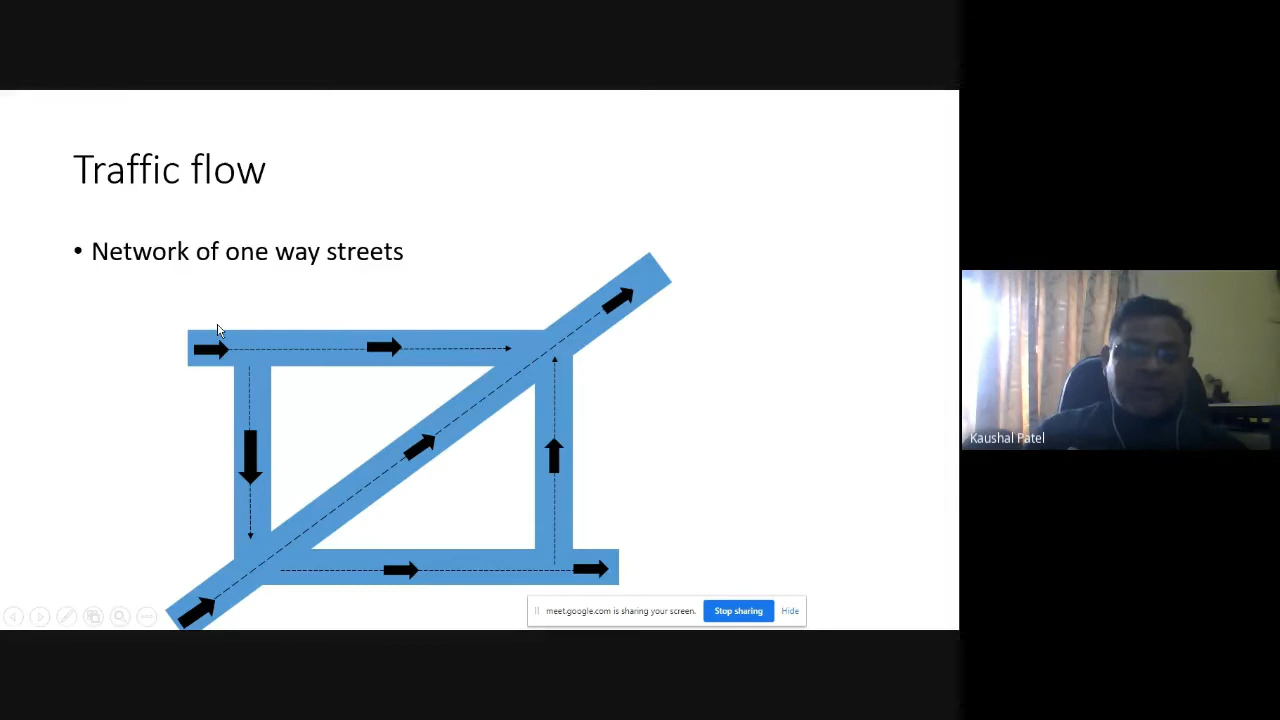 Traffic flow
• Network of one way streets
Kaushal Patel
meet.google.com is sharing your screen.
Stop sharing
Hide